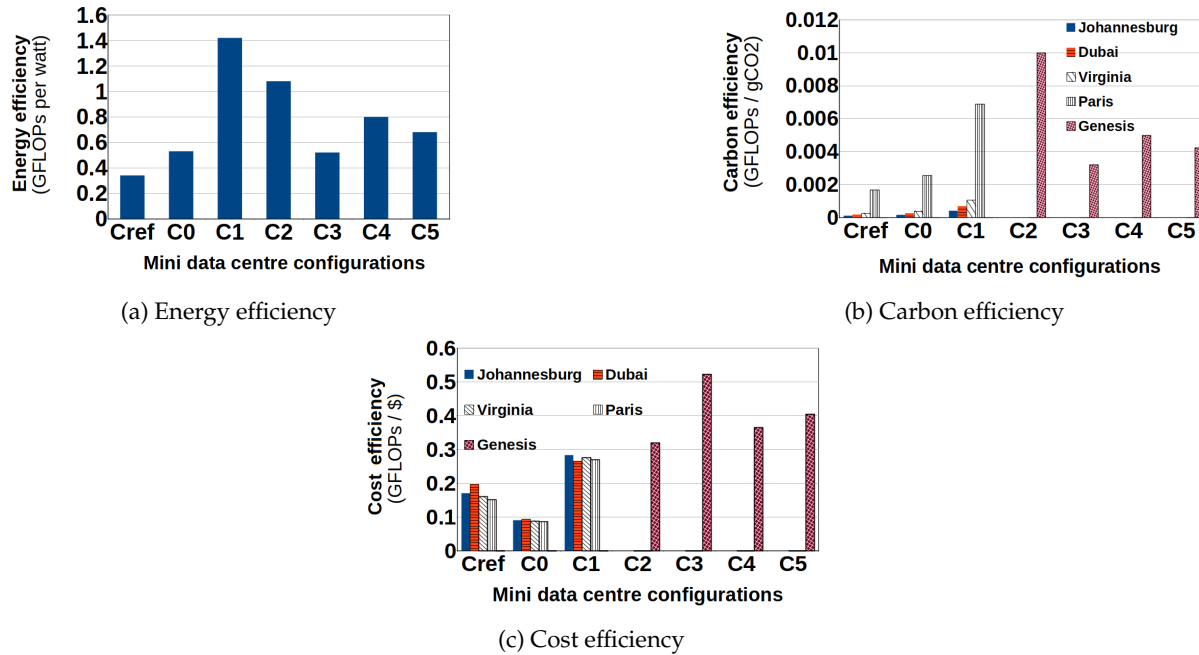 Energy efficiency
(GFLOPs per watt)
1.6
1.4
1.2
1
0.8
0.6
0.4
0.2
0
Cref C0 C1 C2 C3 C4 C5
Mini data centre configurations
(a) Energy efficiency
Carbon efficiency
(GFLOPs / gCO2)
0.012
0.01
0.008
0.006
0.004
0.002
0
Johannesburg
Dubai
Virginia
Paris
Genesis
Cref C0 C1 C2 C3 C4 C5
Mini data centre configurations
(b) Carbon efficiency
Cost efficiency
(GFLOPs / $)
0.6
0.5
0.4
0.3
0.2
0.1
0
Johannesburg Dubai
Virginia Paris
Genesis
Cref C0 C1 C2 C3 C4 C5
Mini data centre configurations
(c) Cost efficiency